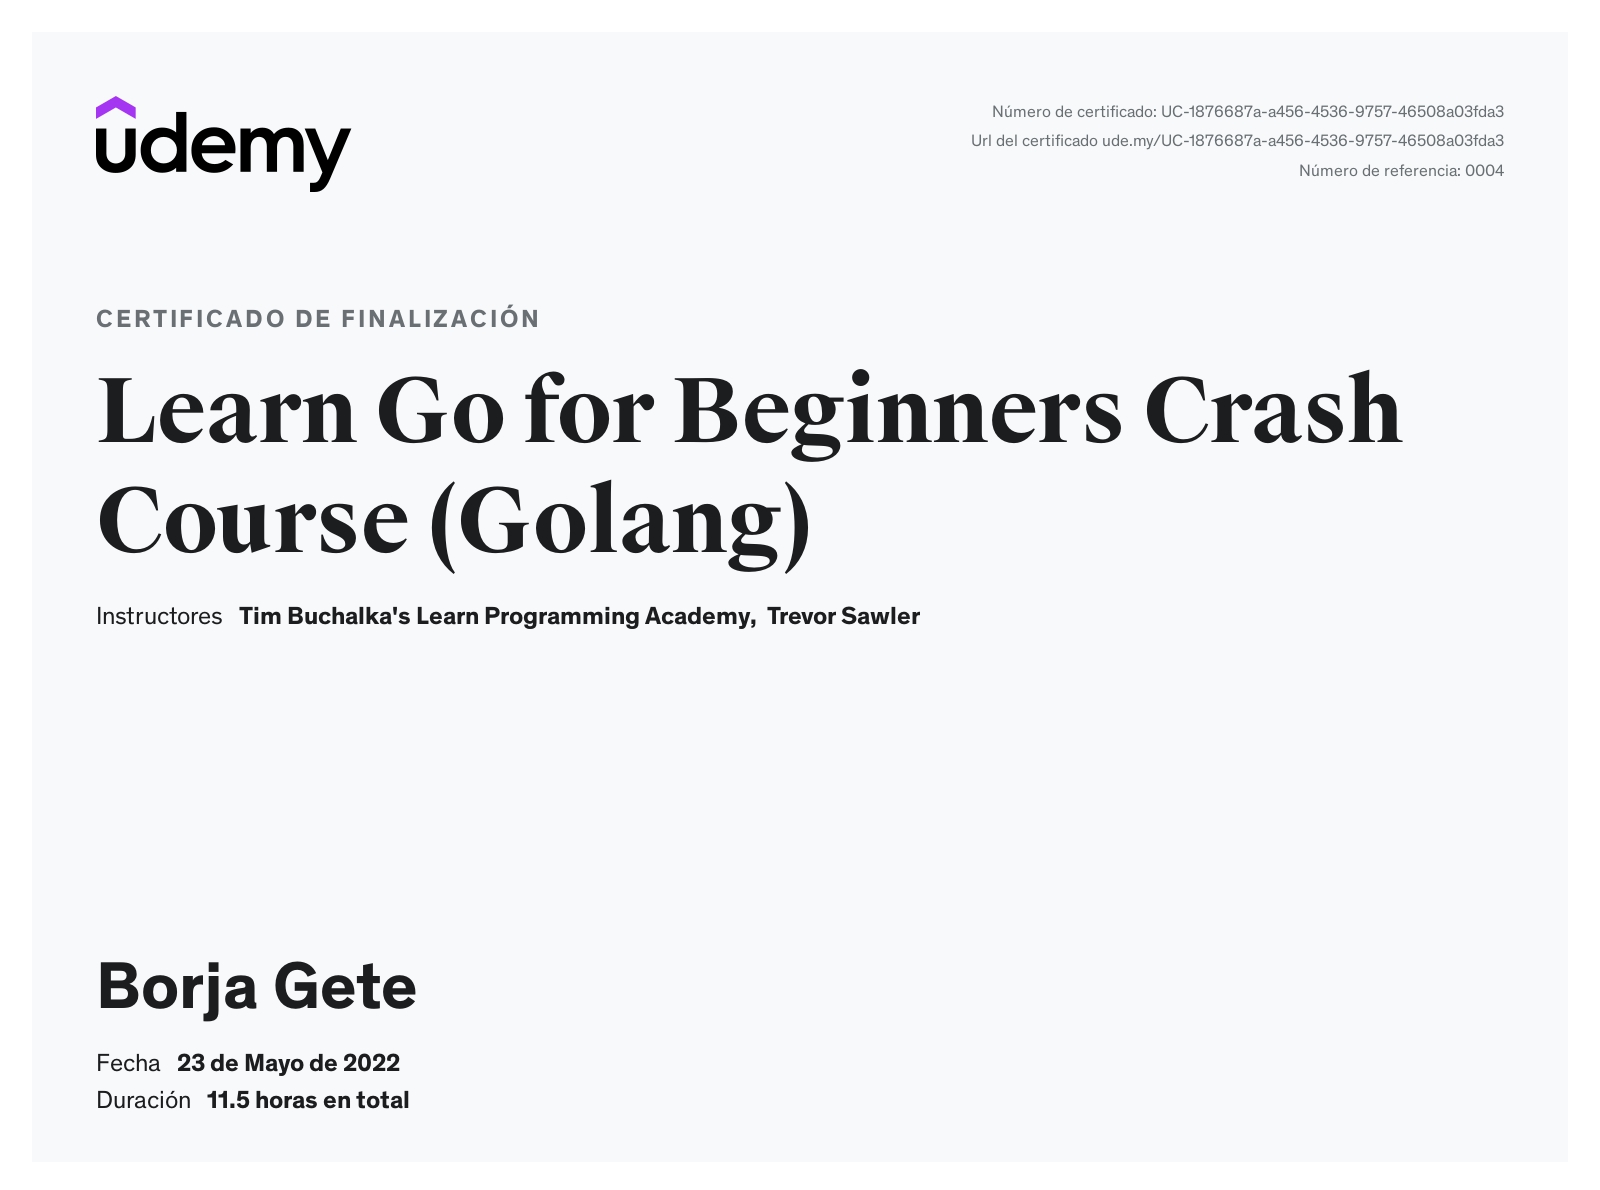 udemy
Número de certificado: UC-1876687a-a456-4536-9757-46508a03fda3
Url del certificado ude.my/UC-1876687a-a456-4536-9757-46508a03fda3
Número de referencia: 0004
CERTIFICADO DE FINALIZACIÓN
Learn Go for Beginners Crash
Course (Golang)
Instructores Tim Buchalka's Learn Programming Academy, Trevor Sawler
Borja Gete
Fecha 23 de Mayo de 2022
Duración 11.5 horas en total